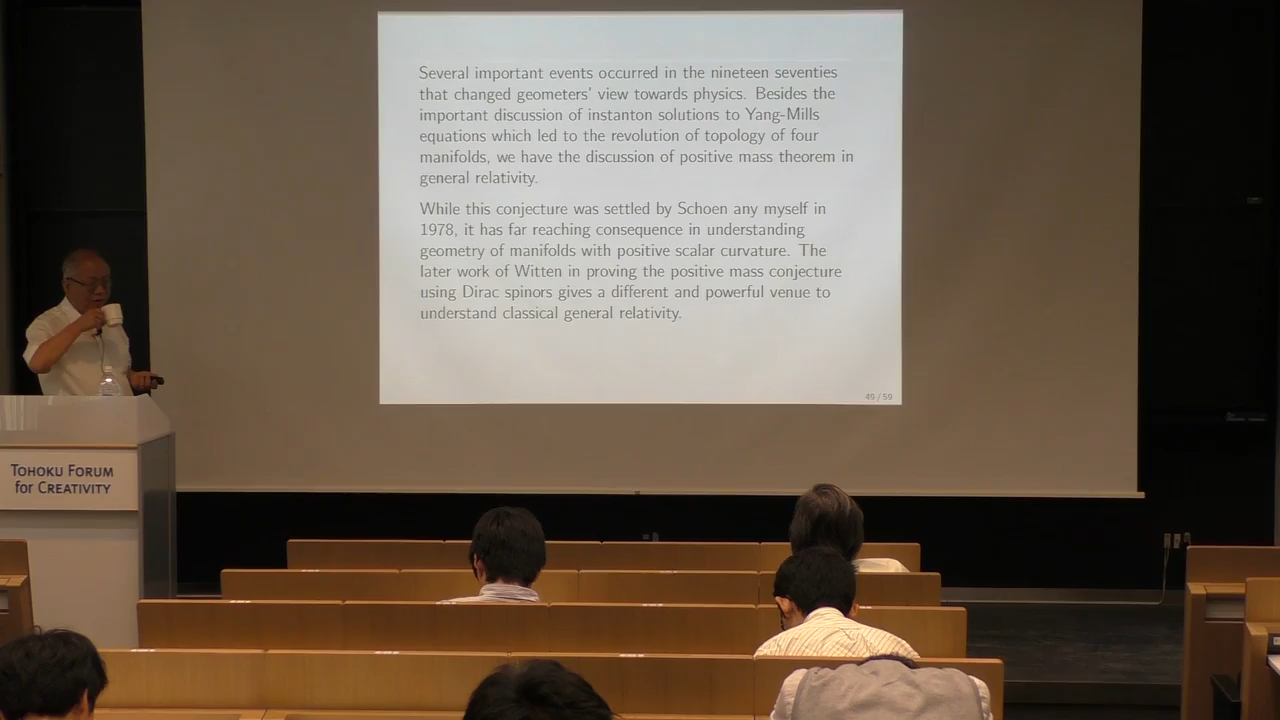 Several important events occurred in the nineteen seventies
that changed geometers' view towards physics. Besides the
important discussion of instanton solutions to Yang-Mills
equations which led to the revolution of topology of four
manifolds, we have the discussion of positive mass theorem in
general relativity.
While this conjecture was settled by Schoen any myself in
1978, it has far reaching consequence in understanding
geometry of manifolds with positive scalar curvature. The
later work of Witten in proving the positive mass conjecture
using Dirac spinors gives a different and powerful venue to
understand classical general relativity.
49 / 59
TOHOKU FORUM
for CREATIVITY